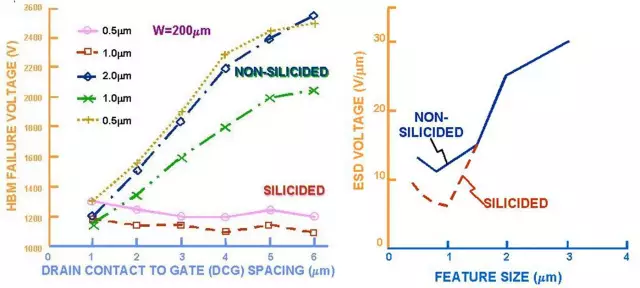 HBM FAILURE VOLTAGE (V)
2600
2400
2200
2000
1800
1600
1400
1200
1000
0.5μm
1.0μm
2.0μm
1.0μm
0.5μm
W=200μm
NON-SILICIDED
SILICIDED
0
1
2
3
4
5
6
DRAIN CONTACT TO GATE (DCG) SPACING (μm)
ESD VOLTAGE (V/μm)
30
20
10
0
NON-
SILICIDED
SILICIDED
0
1
2
3
4
FEATURE SIZE (μm)